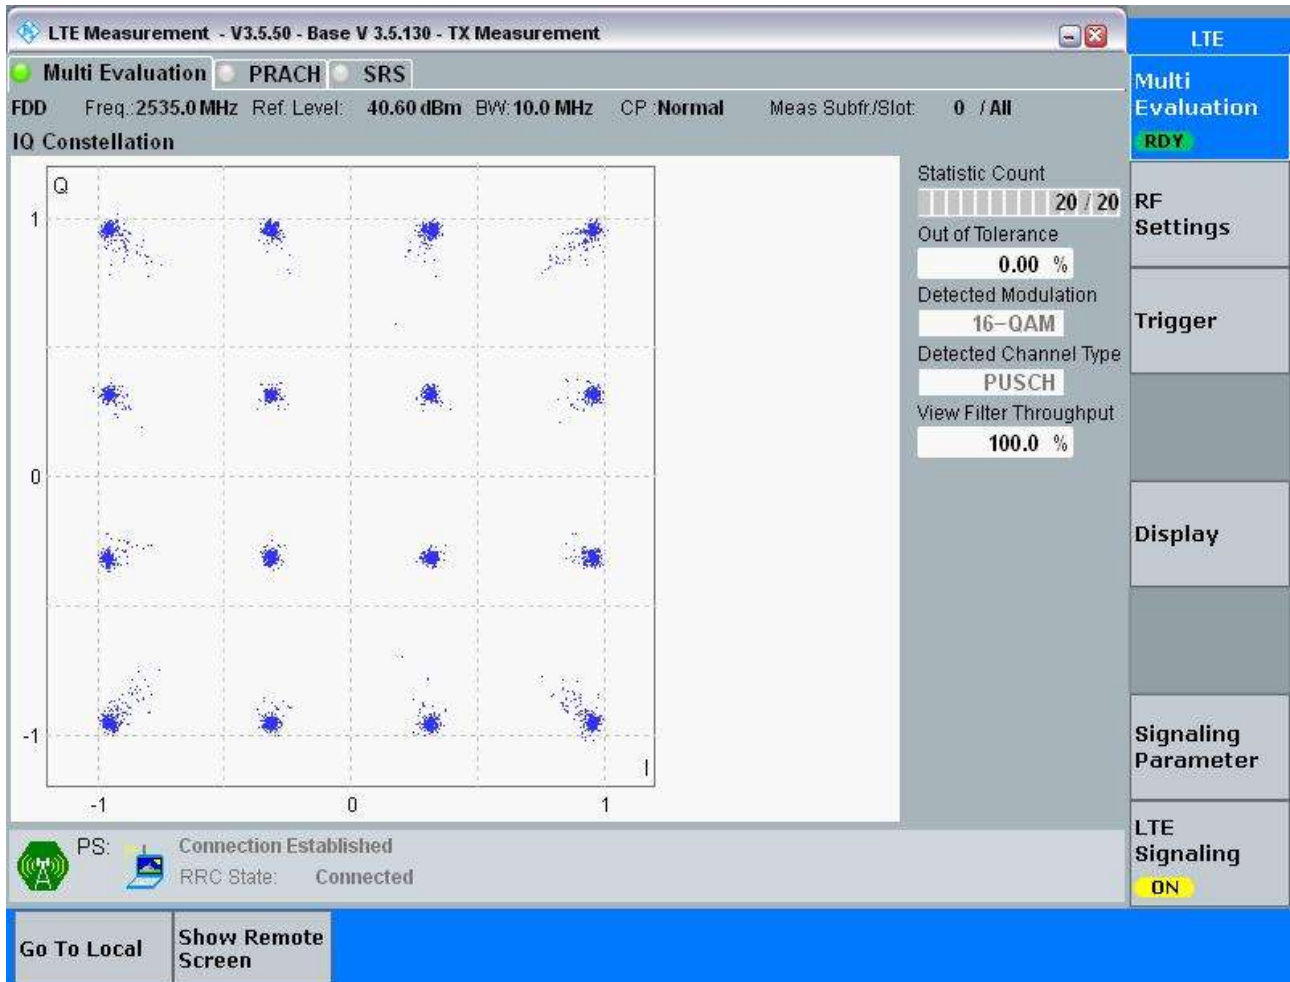 LTE Measurement - V3.5.50 - Base V 3.5.130 - TX Measurement
LTE
Multi Evaluation PRACH SRS
FDD Freq.:2535.0 MHz Ref. Level: 40.60 dBm BW:10.0 MHz CP :Normal Meas Subfr./Slot: 0 / All
IQ Constellation
Q
1
0
-1
I
-1 0 1
Statistic Count
20 / 20
Out of Tolerance
0.00 %
Detected Modulation
16-QAM
Detected Channel Type
PUSCH
View Filter Throughput
100.0 %
Multi
Evaluation
RDY
RF
Settings
Trigger
Display
Signaling
Parameter
LTE
Signaling
ON
PS: Connection Established
RRC State: Connected
Go To Local
Show Remote
Screen